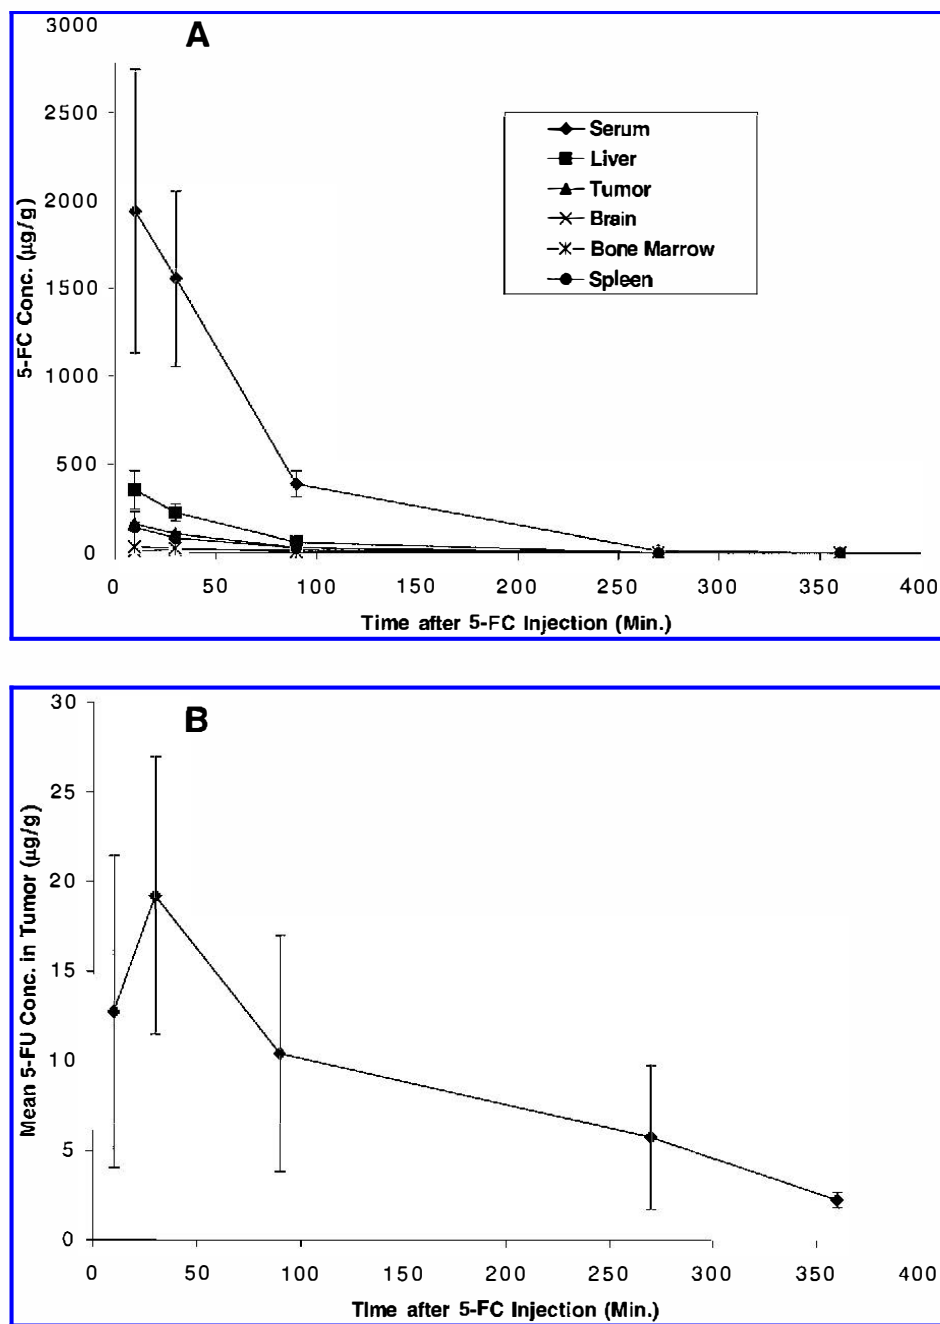 A
3000
2500
2000
1500
1000
500
0
5-FC Conc. (µg/g)
Serum
Liver
Tumor
Brain
Bone Marrow
Spleen
0 50 100 150 200 250 300 350 400
Time after 5-FC Injection (Min.)
B
30
25
20
15
10
5
0
Mean 5-FU Conc. in Tumor (µg/g)
0 50 100 150 200 250 300 350 400
Time after 5-FC Injection (Min.)